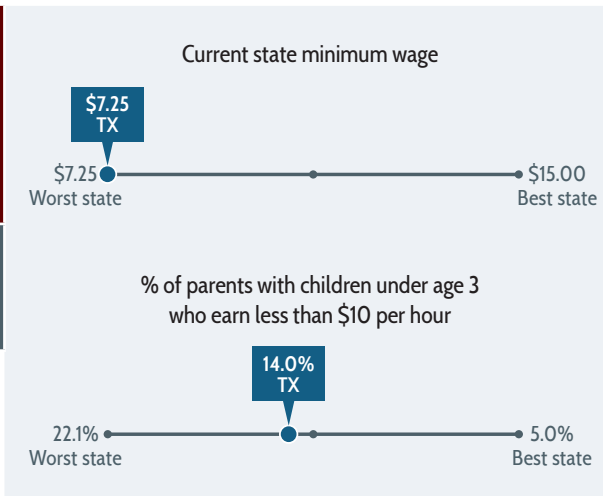 Current state minimum wage
$7.25
TX
$7.25
$15.00
Worst state
Best state
% of parents with children under age 3
who earn less than $10 per hour
14.0%
TX
22.1%
5.0%
Worst state
Best state